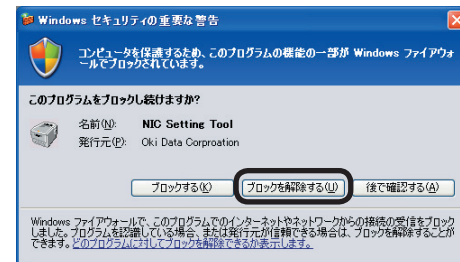 Windows セキュリティの重要な警告
コンピュータを保護するため、このプログラムの機能の一部が Windows ファイアウォ
ールでブロックされています。
このプログラムをブロックし続けますか?
名前(N): NIC Setting Tool
発行元(P): Oki Data Corproation
ブロックする(K) ブロックを解除する(U) 後で確認する(A)
Windows ファイアウォールで、このプログラムでのインターネットやネットワークからの接続の受信をブロック
しました。プログラムを認識している場合、または発行元が信頼できる場合は、ブロックを解除することが
できます。どのプログラムに対してブロックを解除できるか表示します。